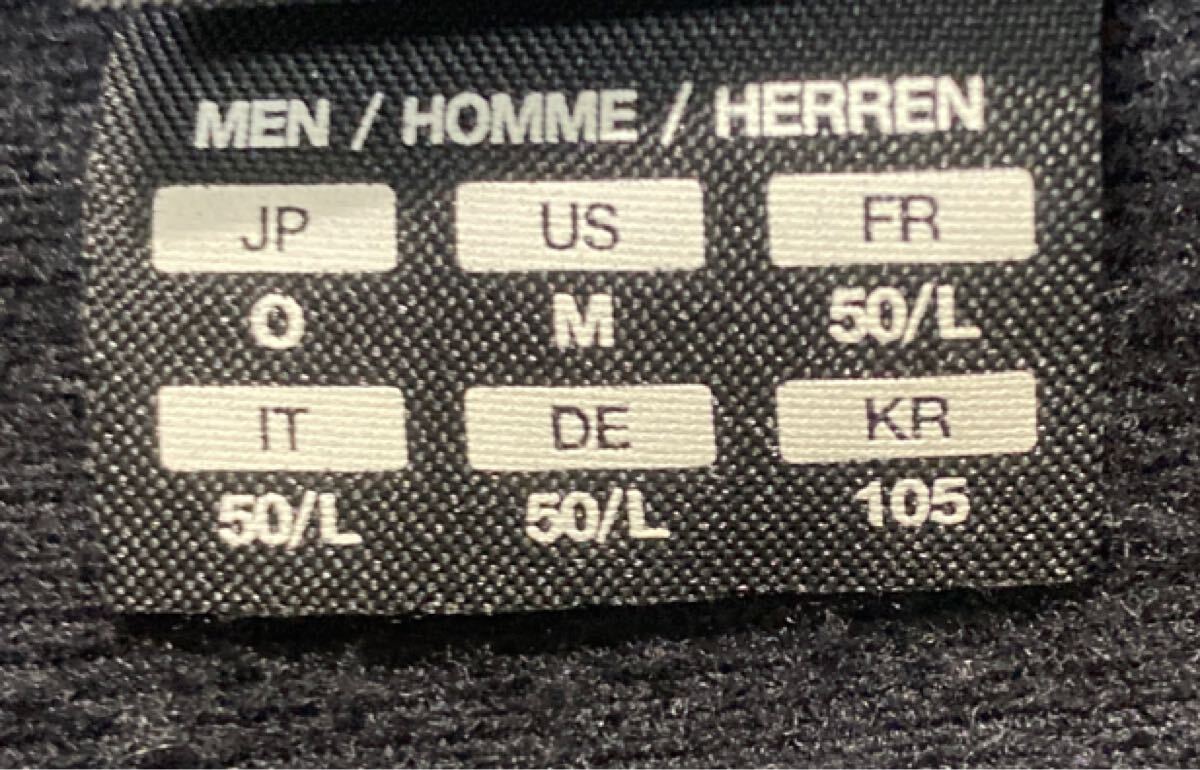 MEN / HOMME / HERREN
JP US FR
O M 50/L
IT DE KR
50/L 50/L 105